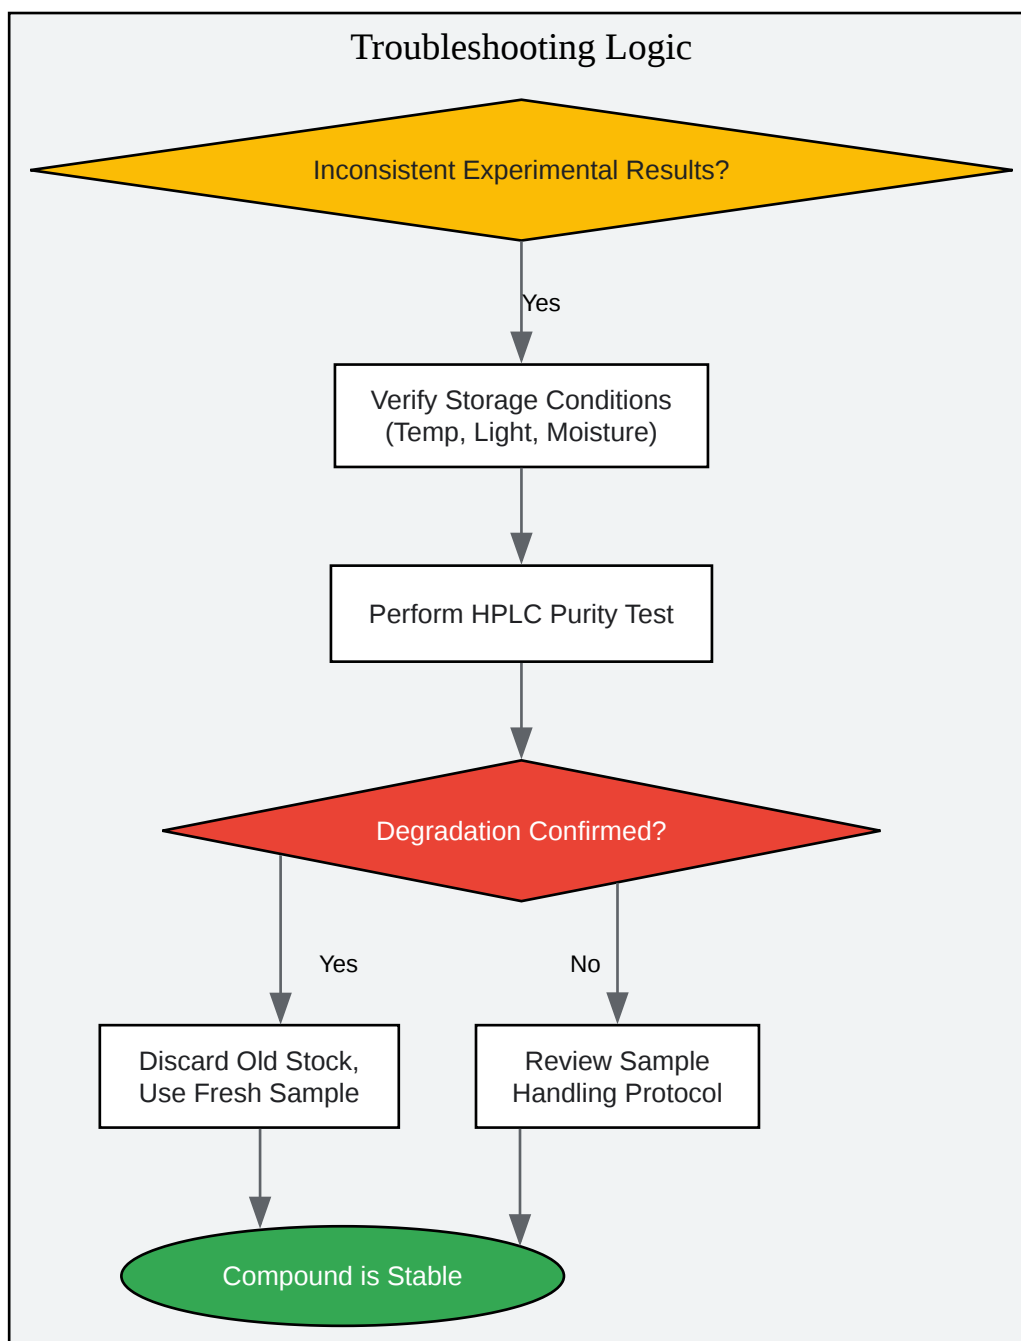 Troubleshooting Logic
Inconsistent Experimental Results?
Yes
Verify Storage Conditions
(Temp, Light, Moisture)
Perform HPLC Purity Test
Degradation Confirmed?
Yes
No
Discard Old Stock,
Use Fresh Sample
Review Sample
Handling Protocol
Compound is Stable